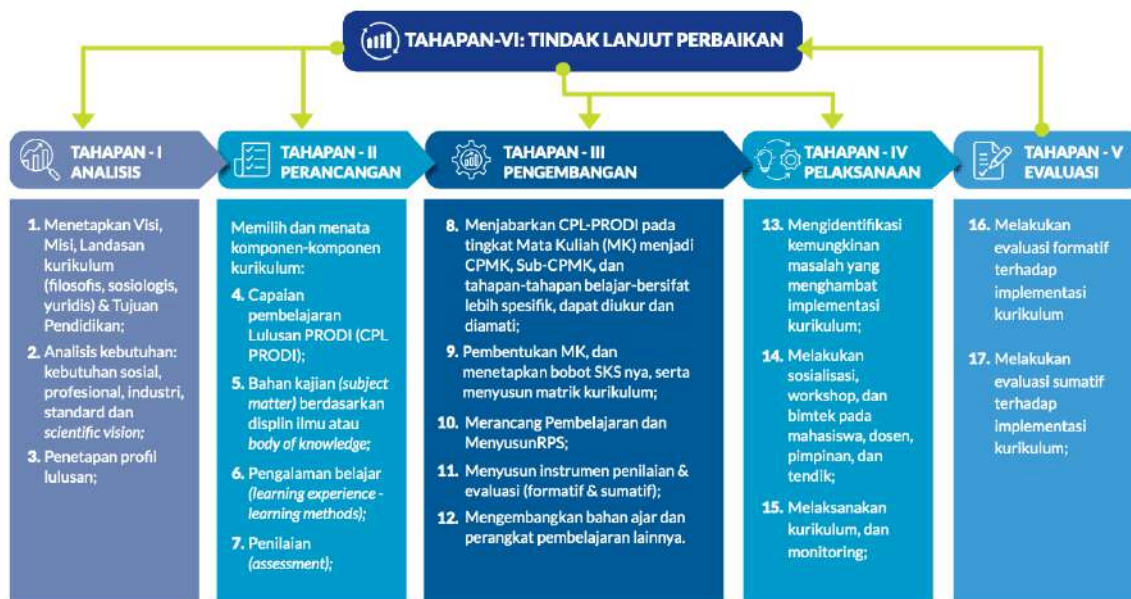 TAHAPAN-VI: TINDAK LANJUT PERBAIKAN
TAHAPAN - I
ANALISIS
1. Menetapkan Visi,
Misi, Landasan
kurikulum
(filosofis, sosiologis,
yuridis) & Tujuan
Pendidikan;
2. Analisis kebutuhan:
kebutuhan sosial,
profesional, industri,
standard dan
scientific vision;
3. Penetapan profil
lulusan;
TAHAPAN - II
PERANCANGAN
Memilih dan menata
komponen-komponen
kurikulum:
4. Capaian
pembelajaran
Lulusan PRODI (CPL
PRODI);
5. Bahan kajian (subject
matter) berdasarkan
displin ilmu atau
body of knowledge;
6. Pengalaman belajar
(learning experience -
learning methods);
7. Penilaian
(assessment);
TAHAPAN - III
PENGEMBANGAN
8. Menjabarkan CPL-PRODI pada
tingkat Mata Kuliah (MK) menjadi
CPMK, Sub-CPMK, dan
tahapan-tahapan belajar-bersifat
lebih spesifik, dapat diukur dan
diamati;
9. Pembentukan MK, dan
menetapkan bobot SKS nya, serta
menyusun matrik kurikulum;
10. Merancang Pembelajaran dan
MenyusunRPS;
11. Menyusun instrumen penilaian &
evaluasi (formatif & sumatif);
12. Mengembangkan bahan ajar dan
perangkat pembelajaran lainnya.
TAHAPAN - IV
PELAKSANAAN
13. Mengidentifikasi
kemungkinan
masalah yang
menghambat
implementasi
kurikulum;
14. Melakukan
sosialisasi,
workshop, dan
bimtek pada
mahasiswa, dosen,
pimpinan, dan
tendik;
15. Melaksanakan
kurikulum, dan
monitoring;
TAHAPAN - V
EVALUASI
16. Melakukan
evaluasi formatif
terhadap
implementasi
kurikulum
17. Melakukan
evaluasi sumatif
terhadap
implementasi
kurikulum;